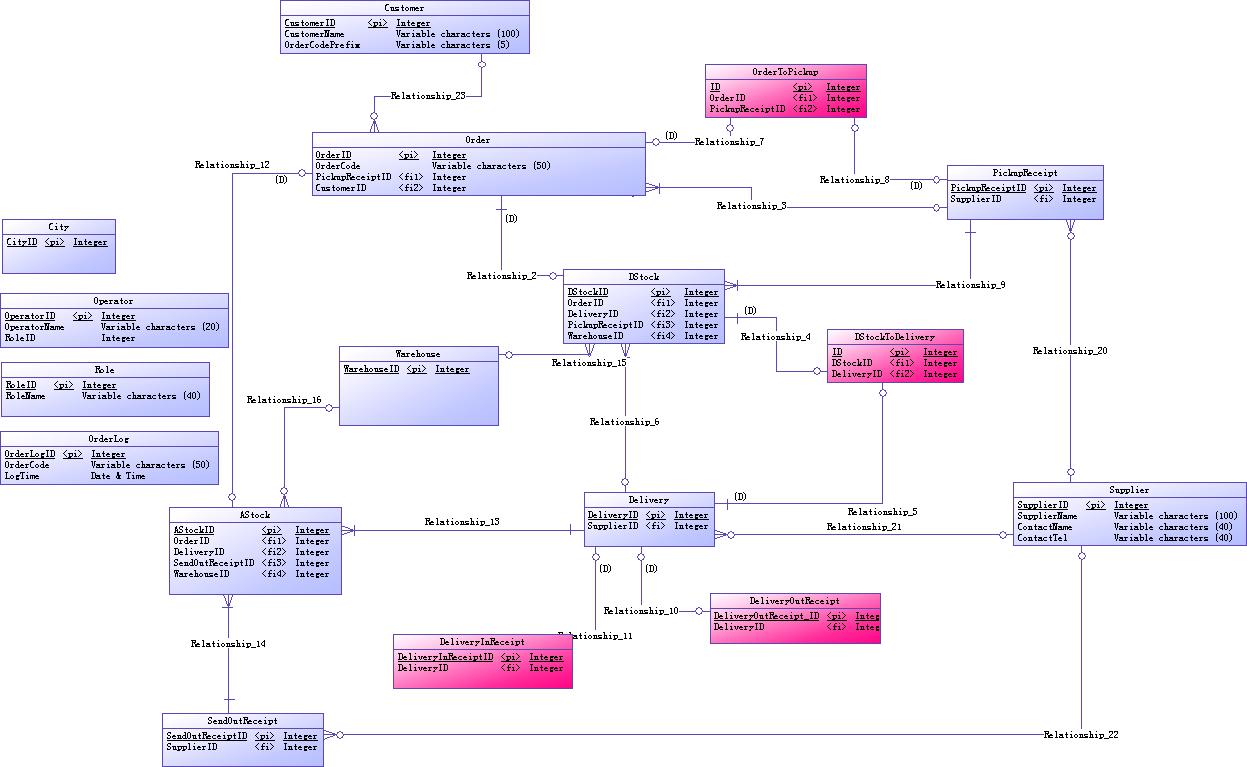 Customer
CustomerID <pi> Integer
CustomerName Variable characters (100)
OrderCodePrefix Variable characters (5)
Relationship_23
OrderToPickup
ID <pi> Integer
OrderID <fi1> Integer
PickupReceiptID <fi2> Integer
Order
OrderID <pi> Integer
OrderCode Variable characters (50)
PickupReceiptID <fi1> Integer
CustomerID <fi2> Integer
(D)
Relationship_7
Relationship_12
(D)
Relationship_8
(D)
PickupReceipt
PickupReceiptID <pi> Integer
SupplierID <fi> Integer
Relationship_3
(D)
City
CityID <pi> Integer
Relationship_2
DStock
DStockID <pi> Integer
OrderID <fi1> Integer
DeliveryID <fi2> Integer
PickupReceiptID <fi3> Integer
WarehouseID <fi4> Integer
Relationship_9
Operator
OperatorID <pi> Integer
OperatorName Variable characters (20)
RoleID Integer
(D)
Relationship_4
DStockToDelivery
ID <pi> Integer
DStockID <fi1> Integer
DeliveryID <fi2> Integer
Relationship_20
Warehouse
WarehouseID <pi> Integer
Relationship_15
Role
RoleID <pi> Integer
RoleName Variable characters (40)
Relationship_16
Relationship_6
OrderLog
OrderLogID <pi> Integer
OrderCode Variable characters (50)
LogTime Date & Time
Delivery
DeliveryID <pi> Integer
SupplierID <fi> Integer
(D)
Relationship_5
Supplier
SupplierID <pi> Integer
SupplierName Variable characters (100)
ContactName Variable characters (40)
ContactTel Variable characters (40)
AStock
AStockID <pi> Integer
OrderID <fi1> Integer
DeliveryID <fi2> Integer
SendOutReceiptID <fi3> Integer
WarehouseID <fi4> Integer
Relationship_13
Relationship_21
(D)
(D)
Relationship_10
DeliveryOutReceipt
DeliveryOutReceipt_ID <pi> Integ
DeliveryID <fi> Integ
Relationship_14
elationship_11
DeliveryInReceipt
DeliveryInReceiptID <pi> Integer
DeliveryID <fi> Integer
SendOutReceipt
SendOutReceiptID <pi> Integer
SupplierID <fi> Integer
Relationship_22